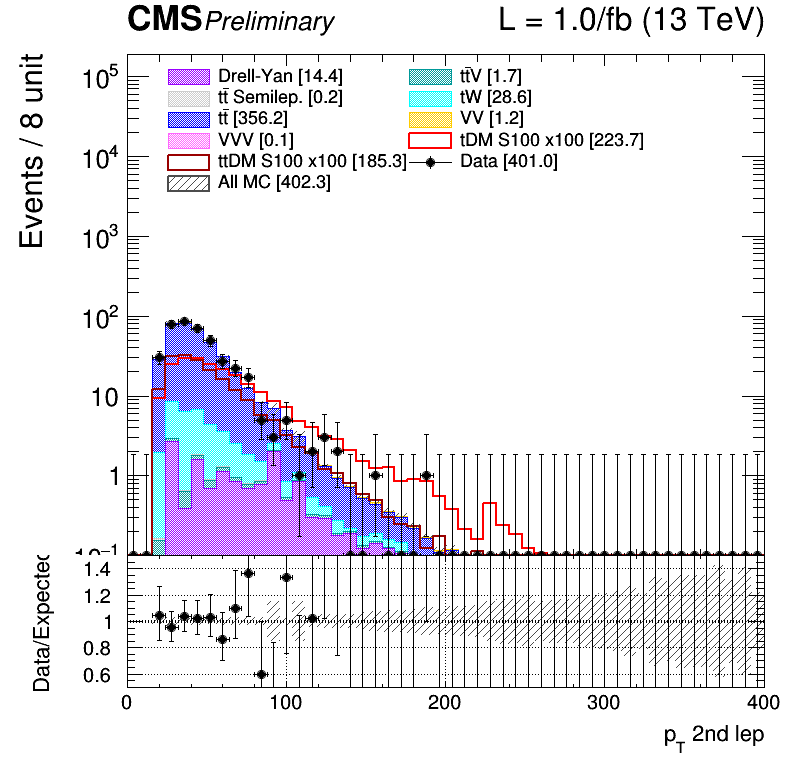 CMS Preliminary L = 1.0/fb (13 TeV)
Events / 8 unit
10⁵
10⁴
10³
10²
10
1
10⁻¹
Drell-Yan [14.4]
tt̄ Semilep. [0.2]
tt̄ [356.2]
VVV [0.1]
ttDM S100 x100 [185.3]
All MC [402.3]
tt̄V [1.7]
tW [28.6]
VV [1.2]
tDM S100 x100 [223.7]
Data [401.0]
Data/Expected
1.4
1.2
1
0.8
0.6
0 100 200 300 400
p_T 2nd lep